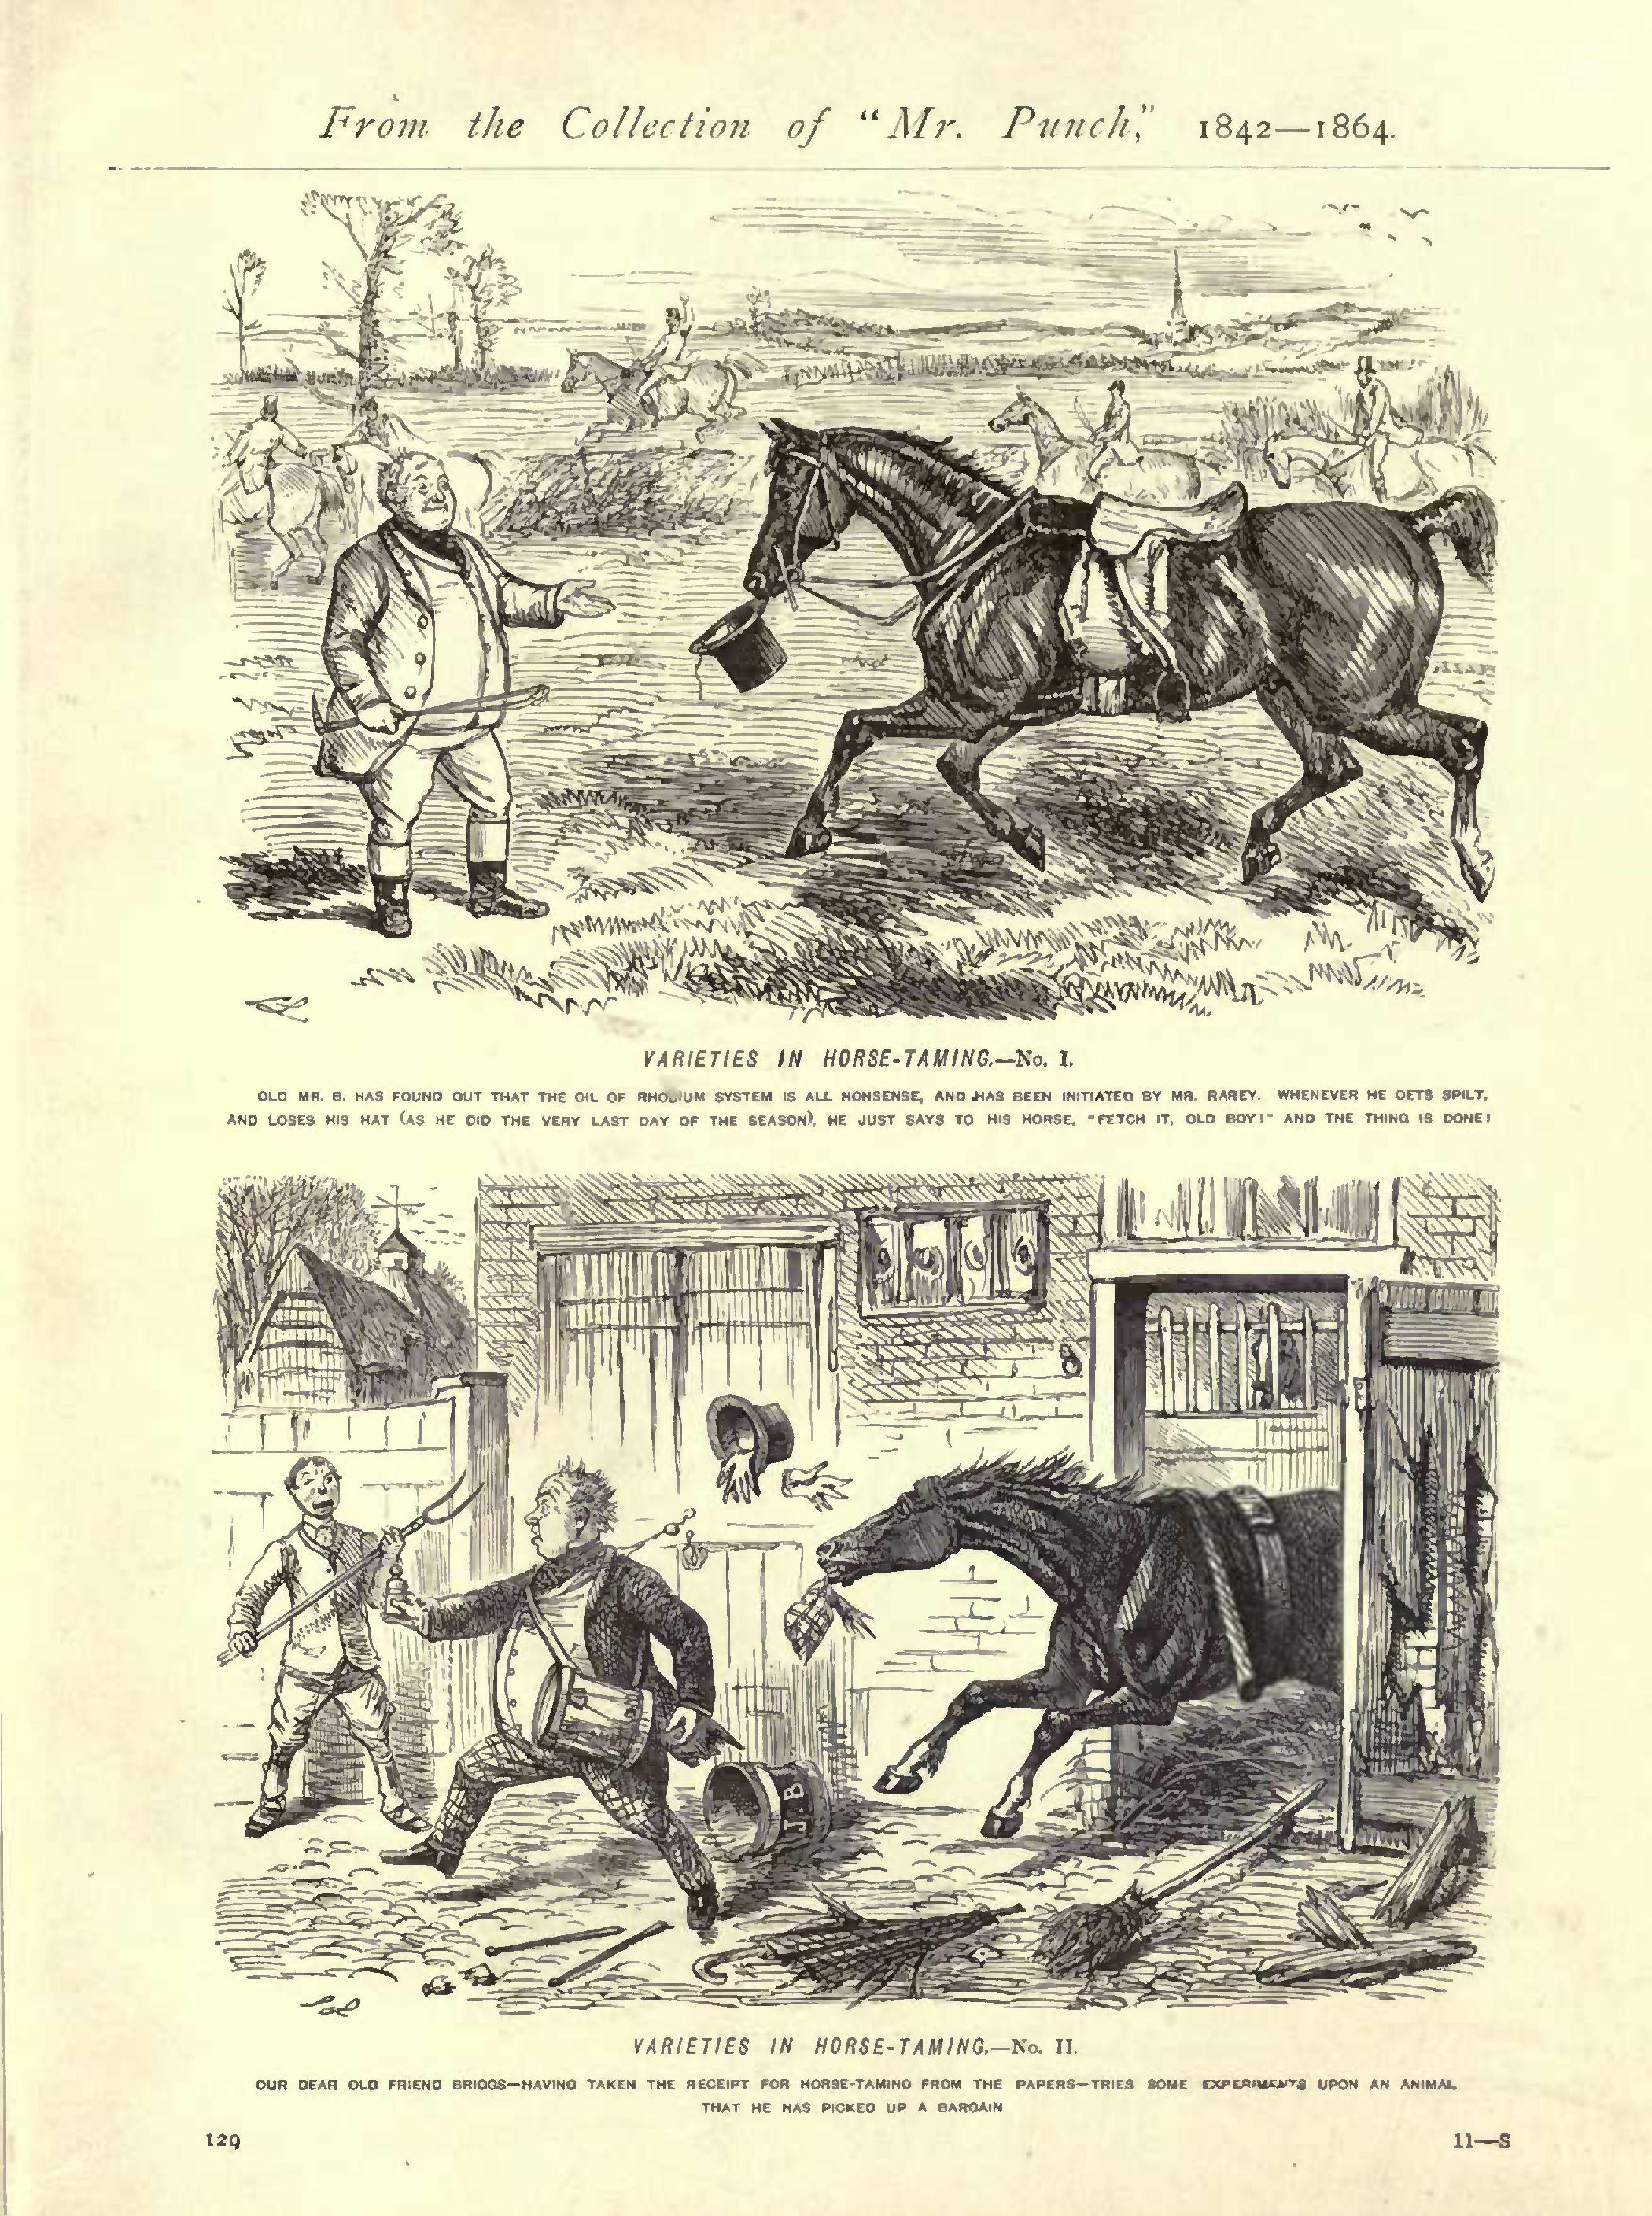 From the Collection of "Mr. Punch," 1842—1864.
VARIETIES IN HORSE-TAMING.—No. I.
OLD MR. B. HAS FOUND OUT THAT THE OIL OF RHODIUM SYSTEM IS ALL NONSENSE, AND HAS BEEN INITIATED BY MR. RAREY. WHENEVER HE GETS SPILT,
AND LOSES HIS HAT (AS HE DID THE VERY LAST DAY OF THE SEASON), HE JUST SAYS TO HIS HORSE, "FETCH IT, OLD BOY!" AND THE THING IS DONE!
J.B
VARIETIES IN HORSE-TAMING.—No. II.
OUR DEAR OLD FRIEND BRIGGS—HAVING TAKEN THE RECEIPT FOR HORSE-TAMING FROM THE PAPERS—TRIES SOME EXPERIMENTS UPON AN ANIMAL
THAT HE HAS PICKED UP A BARGAIN
129
11—S